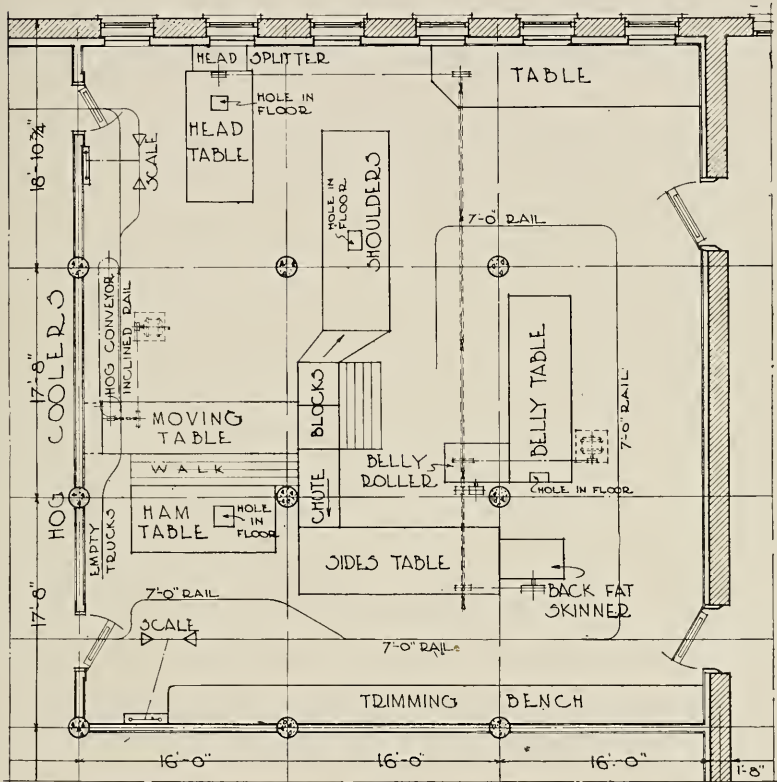 HEAD SPLITTER
TABLE
HOLE IN
FLOOR
HEAD
TABLE
18'-10¾"
SCALE
HOLE IN
FLOOR
SHOULDERS
7'-0" RAIL
HOG CONVEYOR
INCLINED RAIL
17'-8"
HOG COOLERS
BLOCKS
BELLY TABLE
7'-0" RAIL
MOVING
TABLE
WALK
BELLY
ROLLER
CHUTE
HOLE IN FLOOR
HAM
TABLE
HOLE
IN
FLOOR
EMPTY
TRUCKS
SIDES TABLE
BACK FAT
SKINNER
7'-0" RAIL
17'-8"
SCALE
7'-0" RAIL
TRIMMING BENCH
16'-0"
16'-0"
16'-0"
1'-8"